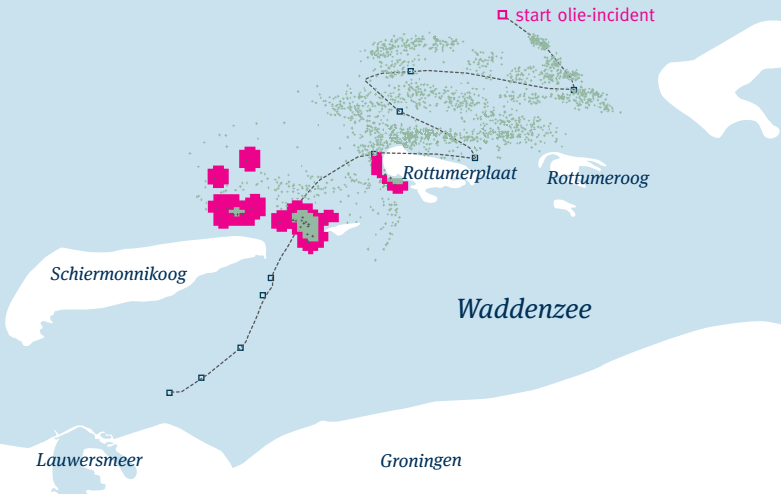 start olie-incident
Rottumerplaat
Rottumeroog
Schiermonnikoog
Waddenzee
Lauwersmeer
Groningen